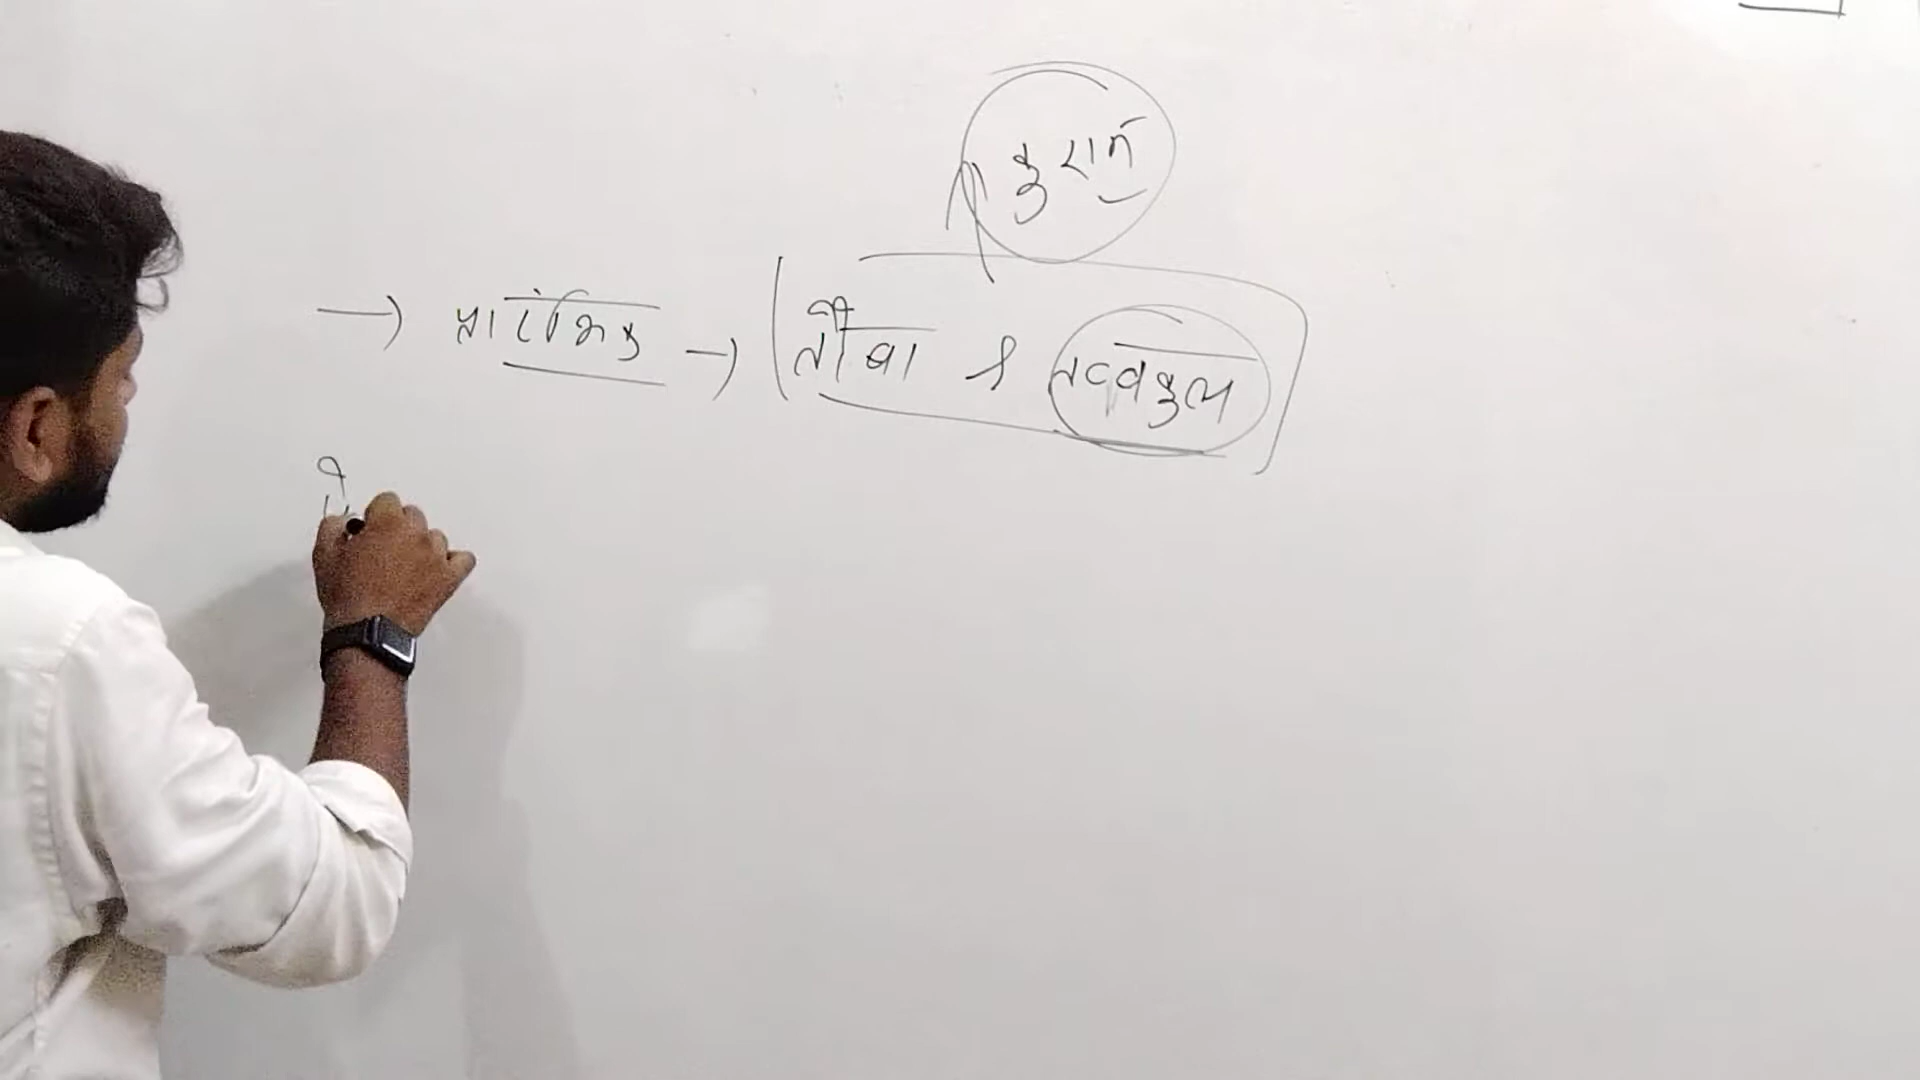 कुरान
→ प्रारंभिक → तौबा & तवक्कुल